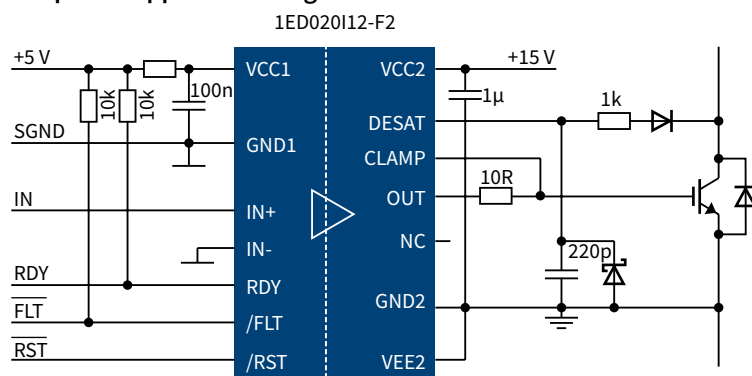 1ED020I12-F2
+5 V
VCC1
VCC2
+15 V
10k
10k
100n
1µ
DESAT
1k
SGND
GND1
CLAMP
10R
IN
IN+
OUT
IN-
NC
220p
RDY
RDY
GND2
FLT
/FLT
RST
/RST
VEE2